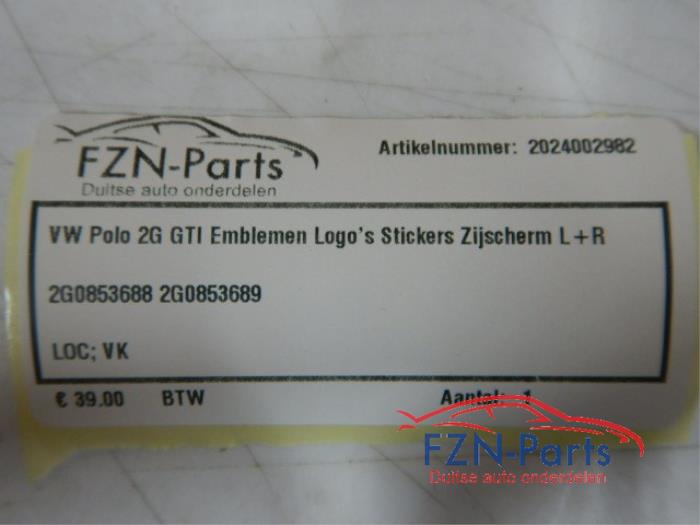 FZN-Parts
Duitse auto onderdelen
Artikelnummer: 2024002982
VW Polo 2G GTI Emblemen Logo's Stickers Zijscherm L+R
2G0853688 2G0853689
LOC; VK
€ 39.00 BTW Aantal: 1
FZN-Parts
Duitse auto onderdelen